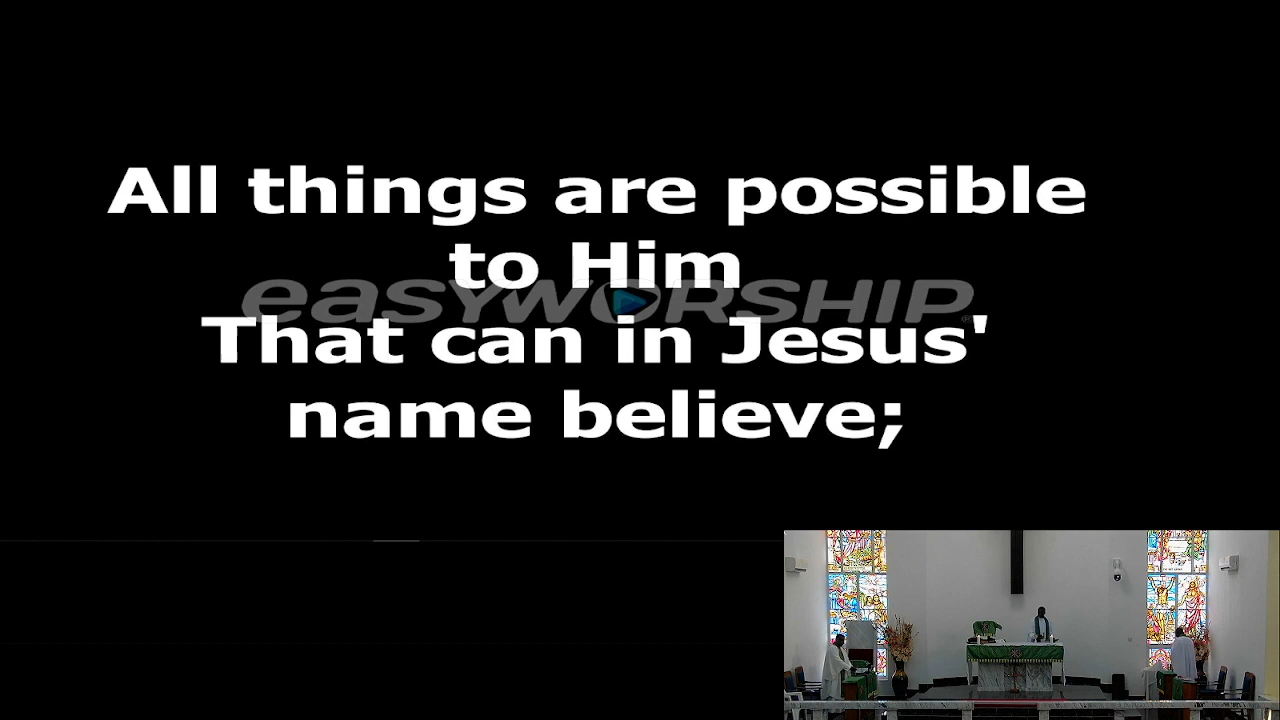 All things are possible
to Him
easyworship
That can in Jesus'
name believe;